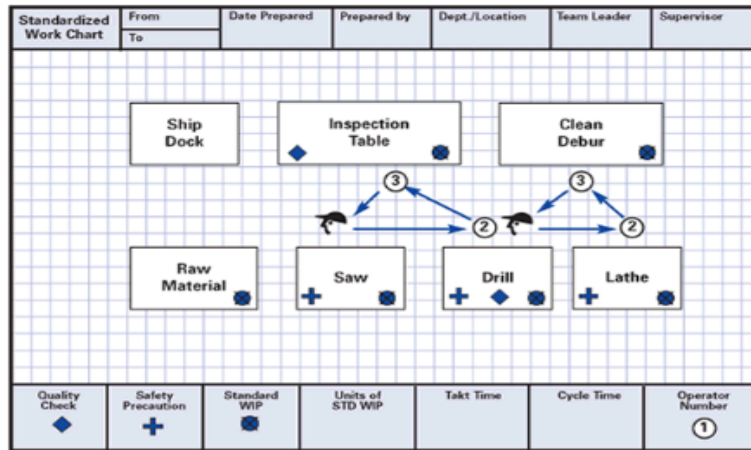 Standardized
Work Chart
From
To
Date Prepared
Prepared by
Dept./Location
Team Leader
Supervisor
Ship
Dock
Inspection
Table
Clean
Debur
3
3
2
2
Raw
Material
Saw
Drill
Lathe
Quality
Check
Safety
Precaution
Standard
WIP
Units of
STD WIP
Takt Time
Cycle Time
Operator
Number
1